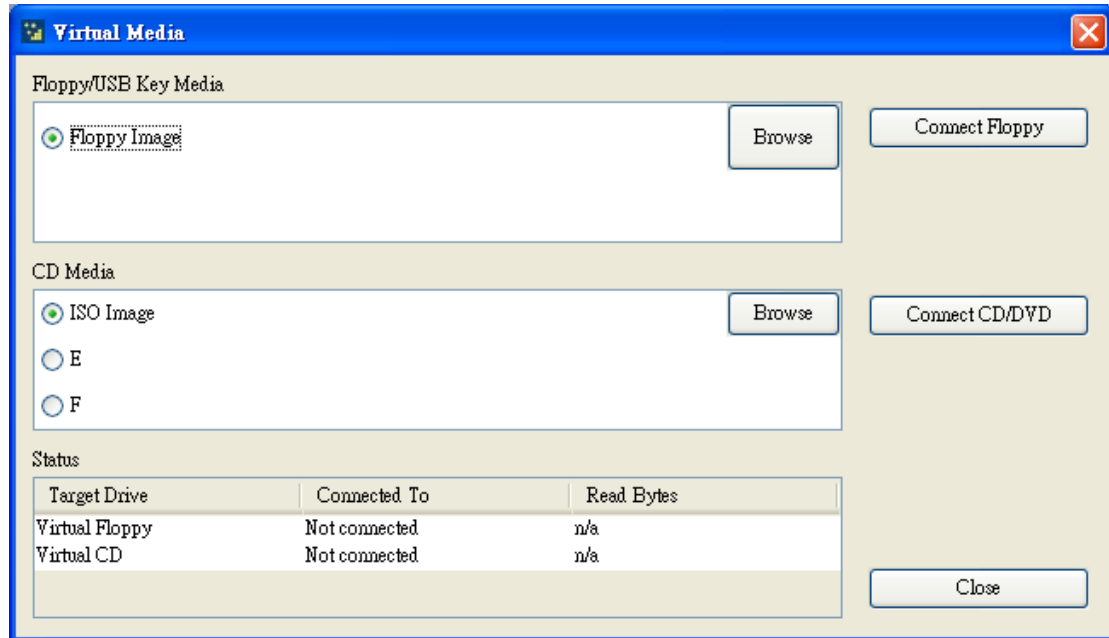 Virtual Media
Floppy/USB Key Media
Floppy Image
Browse
Connect Floppy
CD Media
ISO Image
Browse
Connect CD/DVD
E
F
Status
Target Drive Connected To Read Bytes
Virtual Floppy Not connected n/a
Virtual CD Not connected n/a
Close